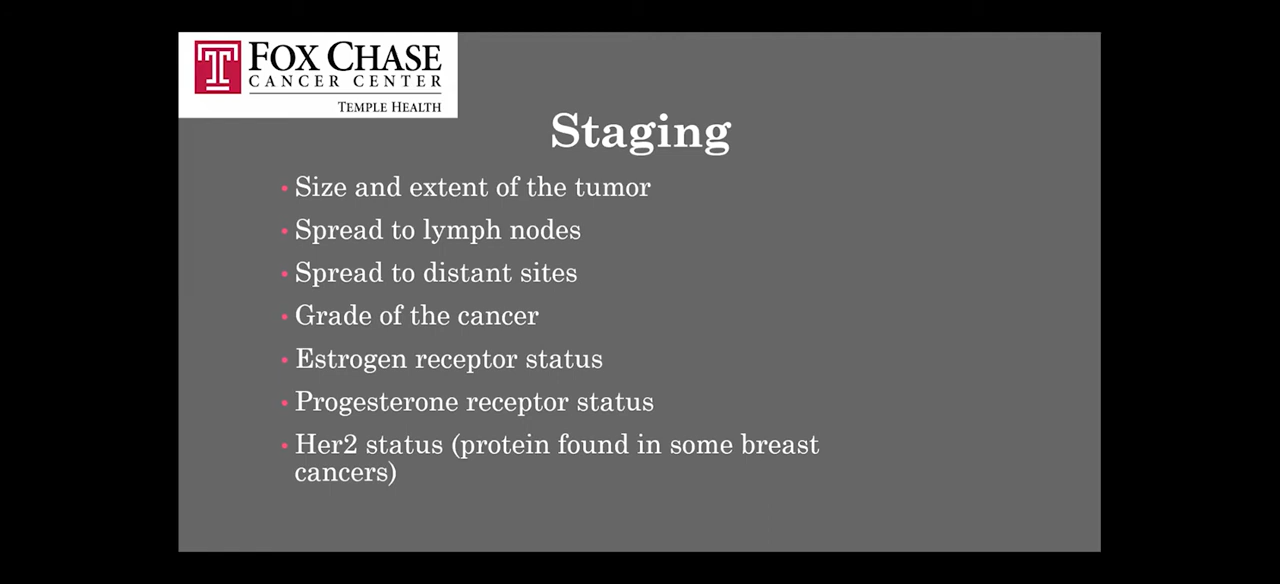 FOX CHASE
CANCER CENTER
TEMPLE HEALTH
Staging
• Size and extent of the tumor
• Spread to lymph nodes
• Spread to distant sites
• Grade of the cancer
• Estrogen receptor status
• Progesterone receptor status
• Her2 status (protein found in some breast
cancers)